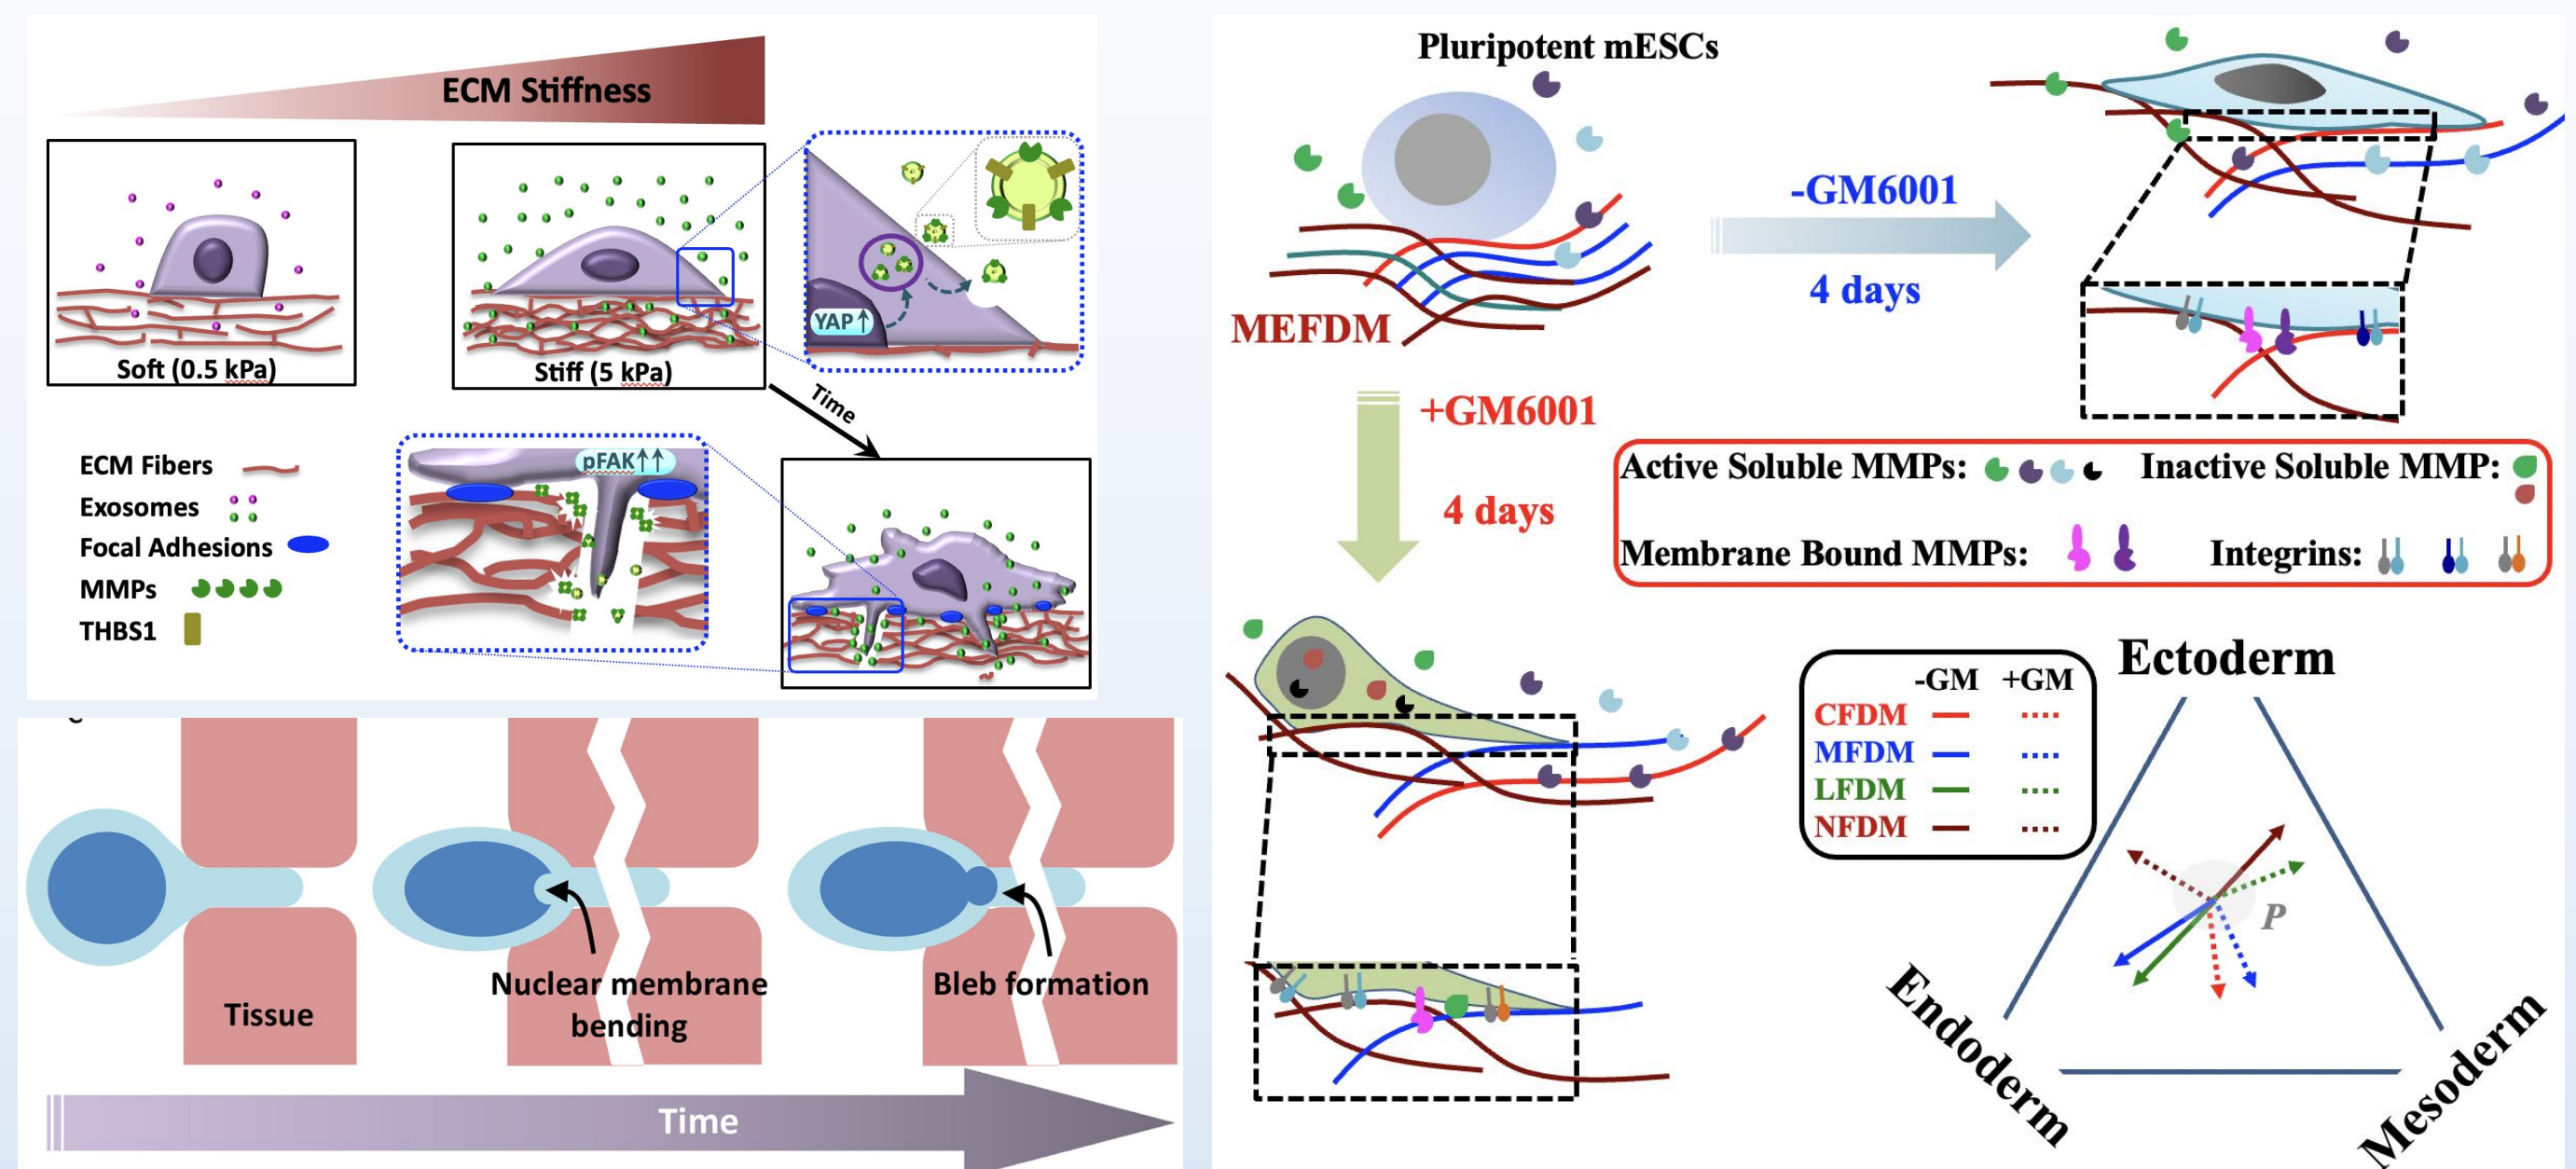 ECM Stiffness
Soft (0.5 kPa)
Stiff (5 kPa)
YAP↑
Time
ECM Fibers
Exosomes
Focal Adhesions
MMPs
THBS1
pFAK↑↑
Tissue
Nuclear membrane
bending
Bleb formation
Time
Pluripotent mESCs
MEFDM
-GM6001
4 days
+GM6001
4 days
Active Soluble MMPs:
Inactive Soluble MMP:
Membrane Bound MMPs:
Integrins:
-GM +GM
CFDM
MFDM
LFDM
NFDM
Ectoderm
P
Endoderm
Mesoderm